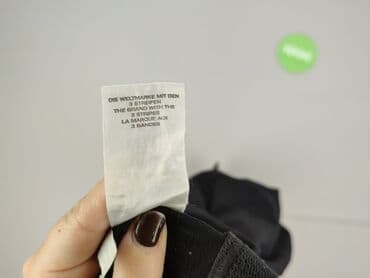 DIE WELTMARKE MIT DEN
3 STREIFEN
THE BRAND WITH THE
3 STRIPES
LA MARQUE AUX
3 BANDES